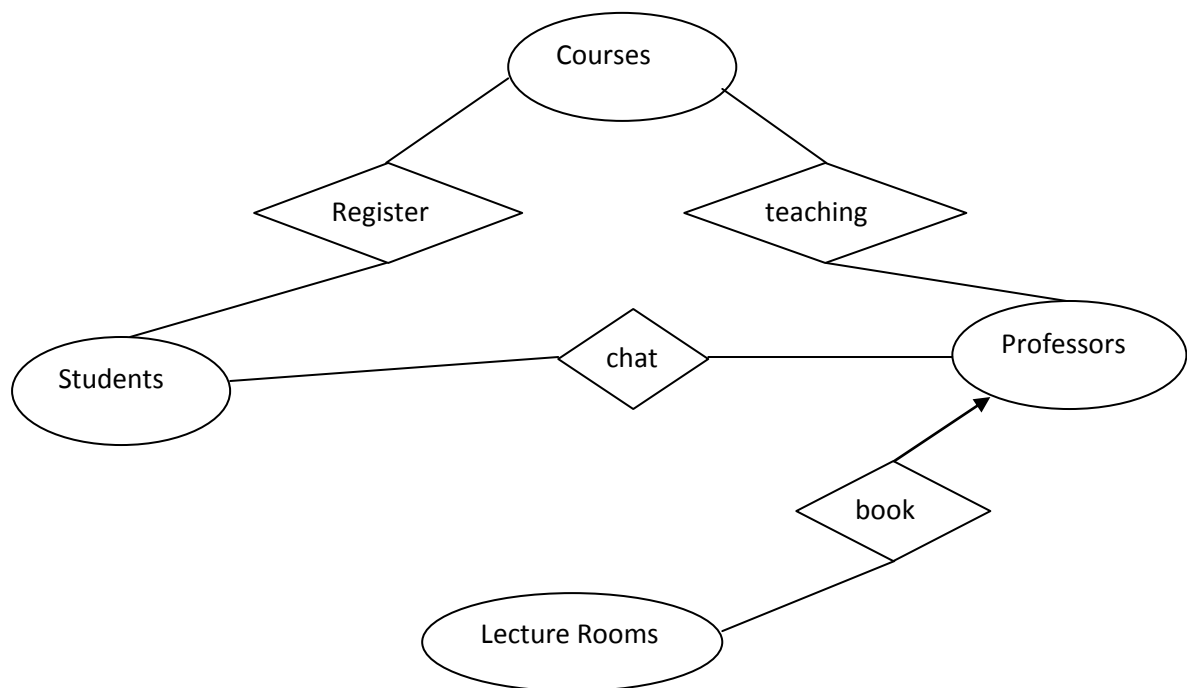 Courses
Register
teaching
Students
chat
Professors
book
Lecture Rooms